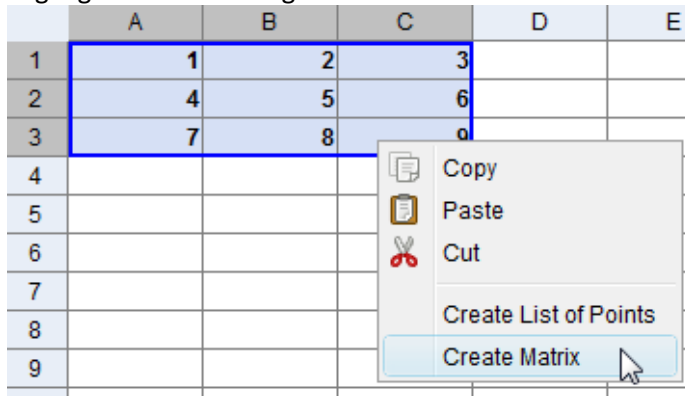 A B C D E
1 1 2 3
2 4 5 6
3 7 8 9
4 Copy
5 Paste
6 Cut
7
8 Create List of Points
9 Create Matrix